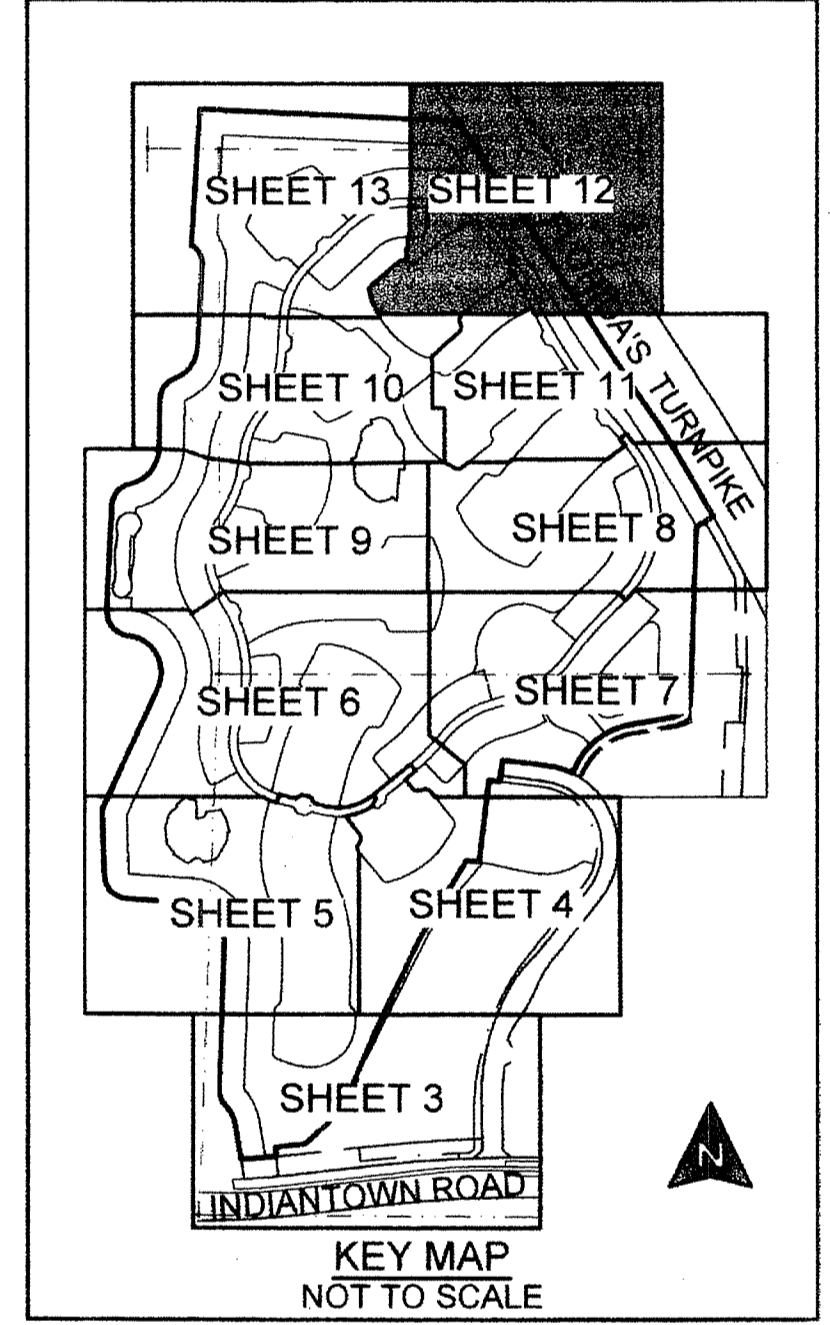 SHEET 13
SHEET 12
SHEET 10
SHEET 11
TURNPIKE
SHEET 9
SHEET 8
SHEET 6
SHEET 7
SHEET 5
SHEET 4
SHEET 3
N
INDIANTOWN ROAD
KEY MAP
NOT TO SCALE